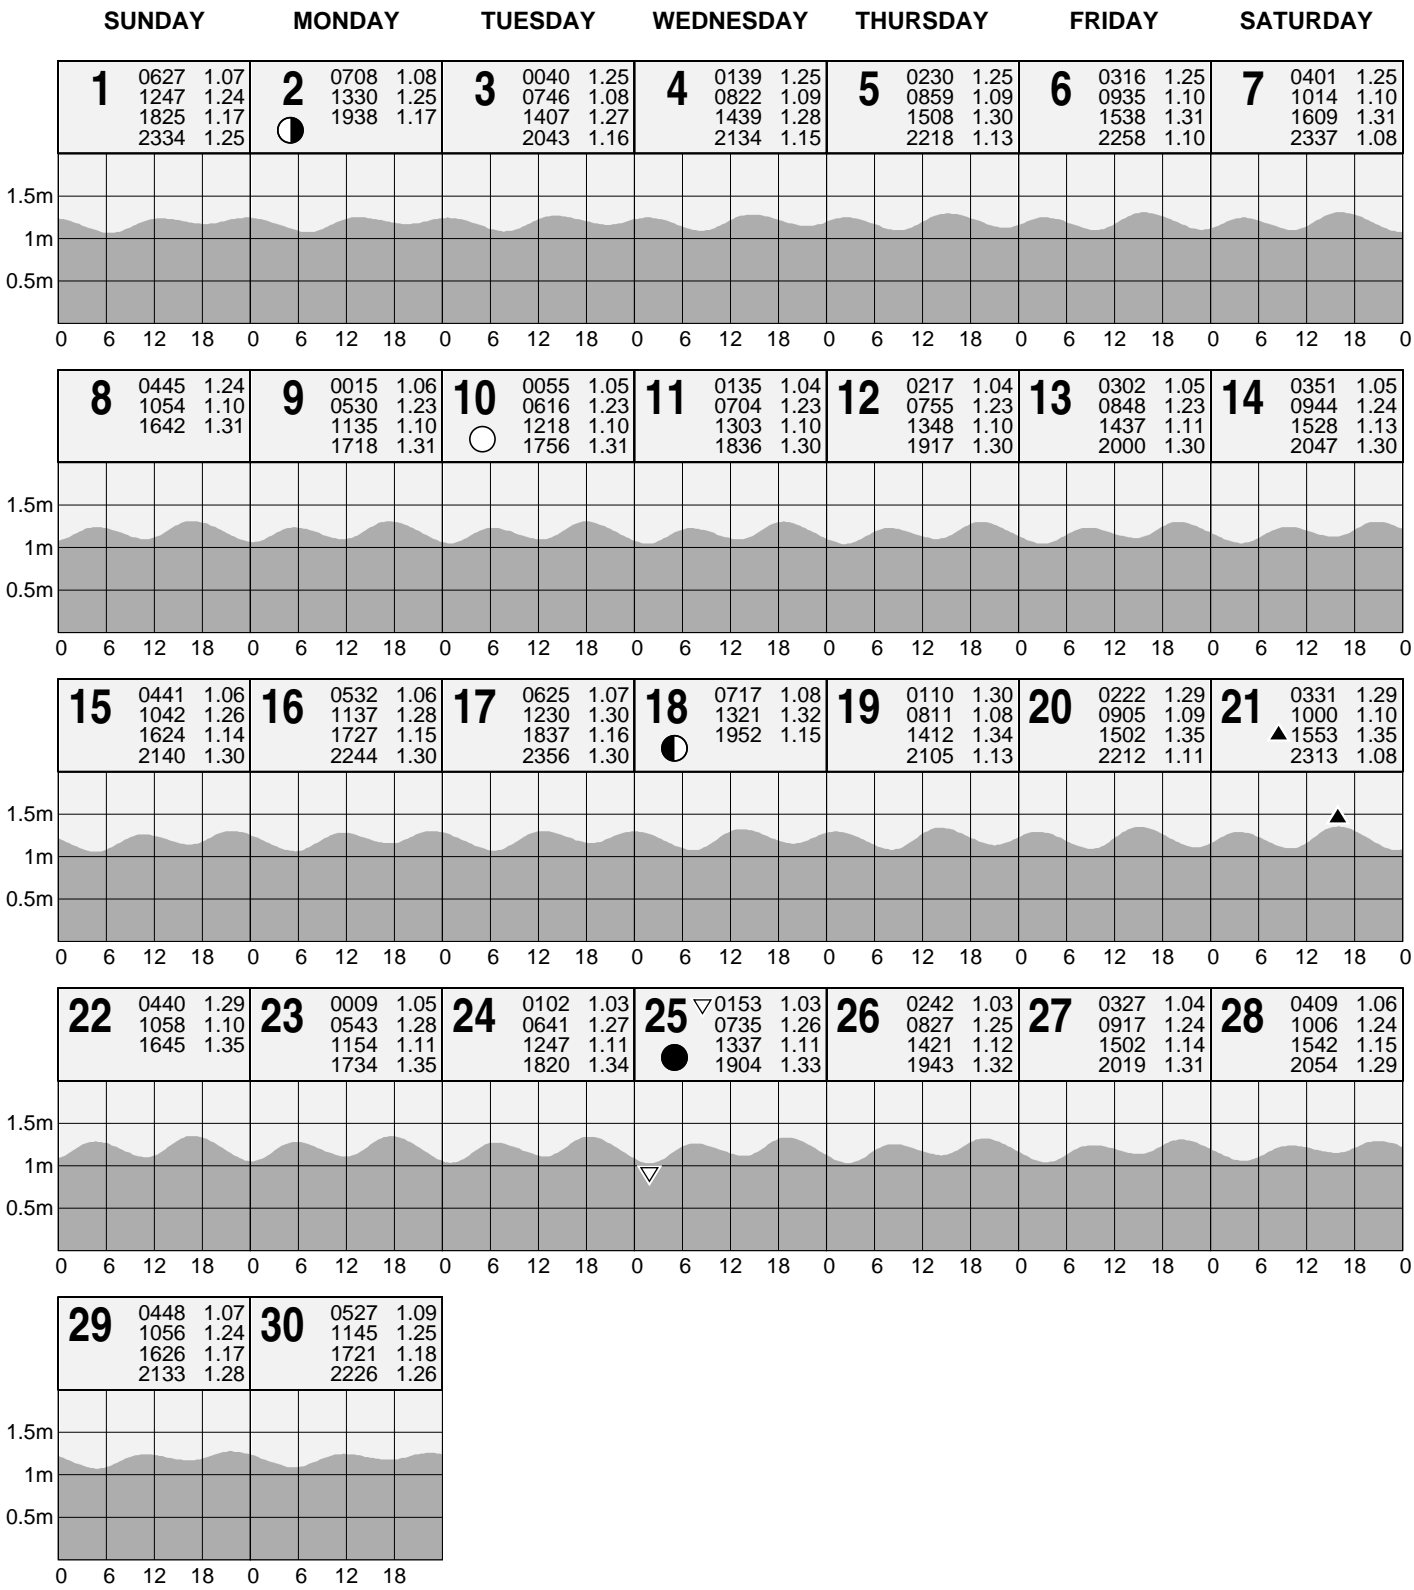 SUNDAY MONDAY TUESDAY WEDNESDAY THURSDAY FRIDAY SATURDAY
1 0627 1.07
1247 1.24
1825 1.17
2334 1.25
2 0708 1.08
1330 1.25
1938 1.17
3 0040 1.25
0746 1.08
1407 1.27
2043 1.16
4 0139 1.25
0822 1.09
1439 1.28
2134 1.15
5 0230 1.25
0859 1.09
1508 1.30
2218 1.13
6 0316 1.25
0935 1.10
1538 1.31
2258 1.10
7 0401 1.25
1014 1.10
1609 1.31
2337 1.08
1.5m
1m
0.5m
0 6 12 18 0 6 12 18 0 6 12 18 0 6 12 18 0 6 12 18 0 6 12 18 0 6 12 18 0
8 0445 1.24
1054 1.10
1642 1.31
9 0015 1.06
0530 1.23
1135 1.10
1718 1.31
10 0055 1.05
0616 1.23
1218 1.10
1756 1.31
11 0135 1.04
0704 1.23
1303 1.10
1836 1.30
12 0217 1.04
0755 1.23
1348 1.10
1917 1.30
13 0302 1.05
0848 1.23
1437 1.11
2000 1.30
14 0351 1.05
0944 1.24
1528 1.13
2047 1.30
1.5m
1m
0.5m
0 6 12 18 0 6 12 18 0 6 12 18 0 6 12 18 0 6 12 18 0 6 12 18 0 6 12 18 0
15 0441 1.06
1042 1.26
1624 1.14
2140 1.30
16 0532 1.06
1137 1.28
1727 1.15
2244 1.30
17 0625 1.07
1230 1.30
1837 1.16
2356 1.30
18 0717 1.08
1321 1.32
1952 1.15
19 0110 1.30
0811 1.08
1412 1.34
2105 1.13
20 0222 1.29
0905 1.09
1502 1.35
2212 1.11
21 0331 1.29
1000 1.10
1553 1.35
2313 1.08
1.5m
1m
0.5m
0 6 12 18 0 6 12 18 0 6 12 18 0 6 12 18 0 6 12 18 0 6 12 18 0 6 12 18 0
22 0440 1.29
1058 1.10
1645 1.35
23 0009 1.05
0543 1.28
1154 1.11
1734 1.35
24 0102 1.03
0641 1.27
1247 1.11
1820 1.34
25 0153 1.03
0735 1.26
1337 1.11
1904 1.33
26 0242 1.03
0827 1.25
1421 1.12
1943 1.32
27 0327 1.04
0917 1.24
1502 1.14
2019 1.31
28 0409 1.06
1006 1.24
1542 1.15
2054 1.29
1.5m
1m
0.5m
0 6 12 18 0 6 12 18 0 6 12 18 0 6 12 18 0 6 12 18 0 6 12 18 0 6 12 18 0
29 0448 1.07
1056 1.24
1626 1.17
2133 1.28
30 0527 1.09
1145 1.25
1721 1.18
2226 1.26
1.5m
1m
0.5m
0 6 12 18 0 6 12 18